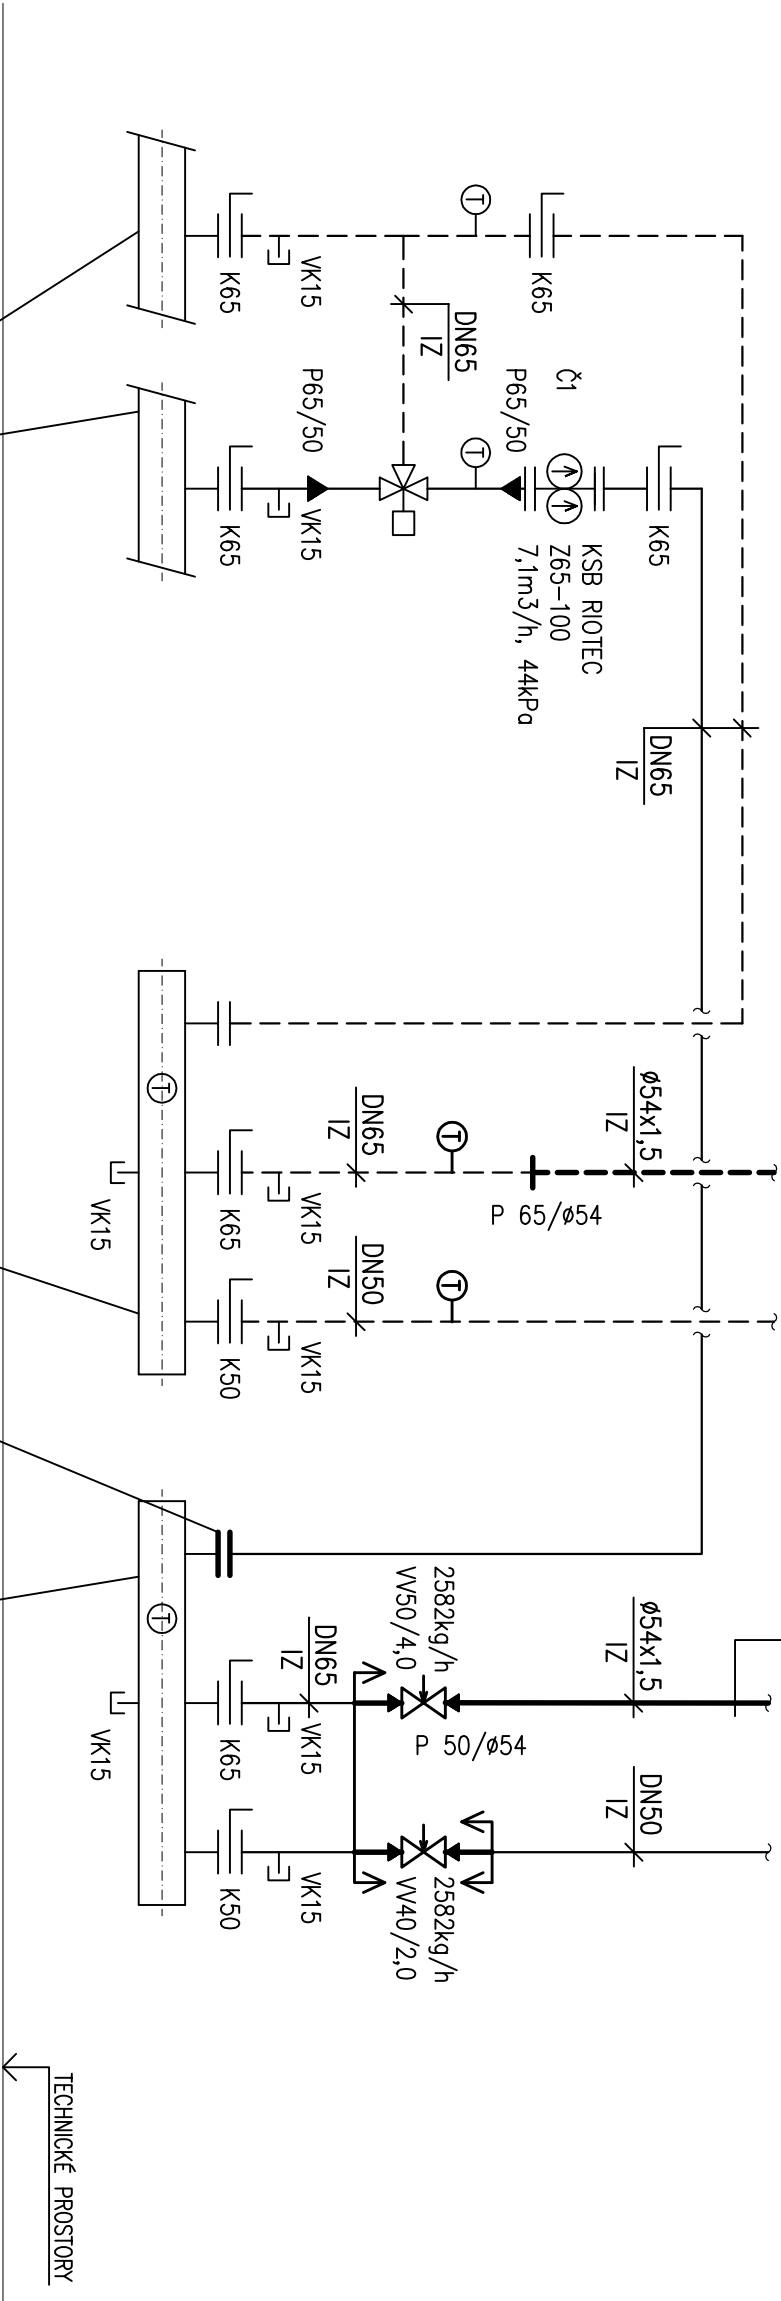 T
K65
VK15
K65
DN65
IZ
T
P65/50
Č1
P65/50
K65
VK15
K65
KSB RIOTEC
Z65-100
7,1m3/h, 44kPa
DN65
IZ
T
T
ø54x1,5
IZ
DN65
IZ
P 65/ø54
VK15
K65
VK15
T
DN50
IZ
VK15
K50
T
2582kg/h
VV50/4,0
ø54x1,5
IZ
DN65
IZ
P 50/ø54
VK15
K65
VK15
DN50
IZ
2582kg/h
VV40/2,0
VK15
K50
TECHNICKÉ PROSTORY